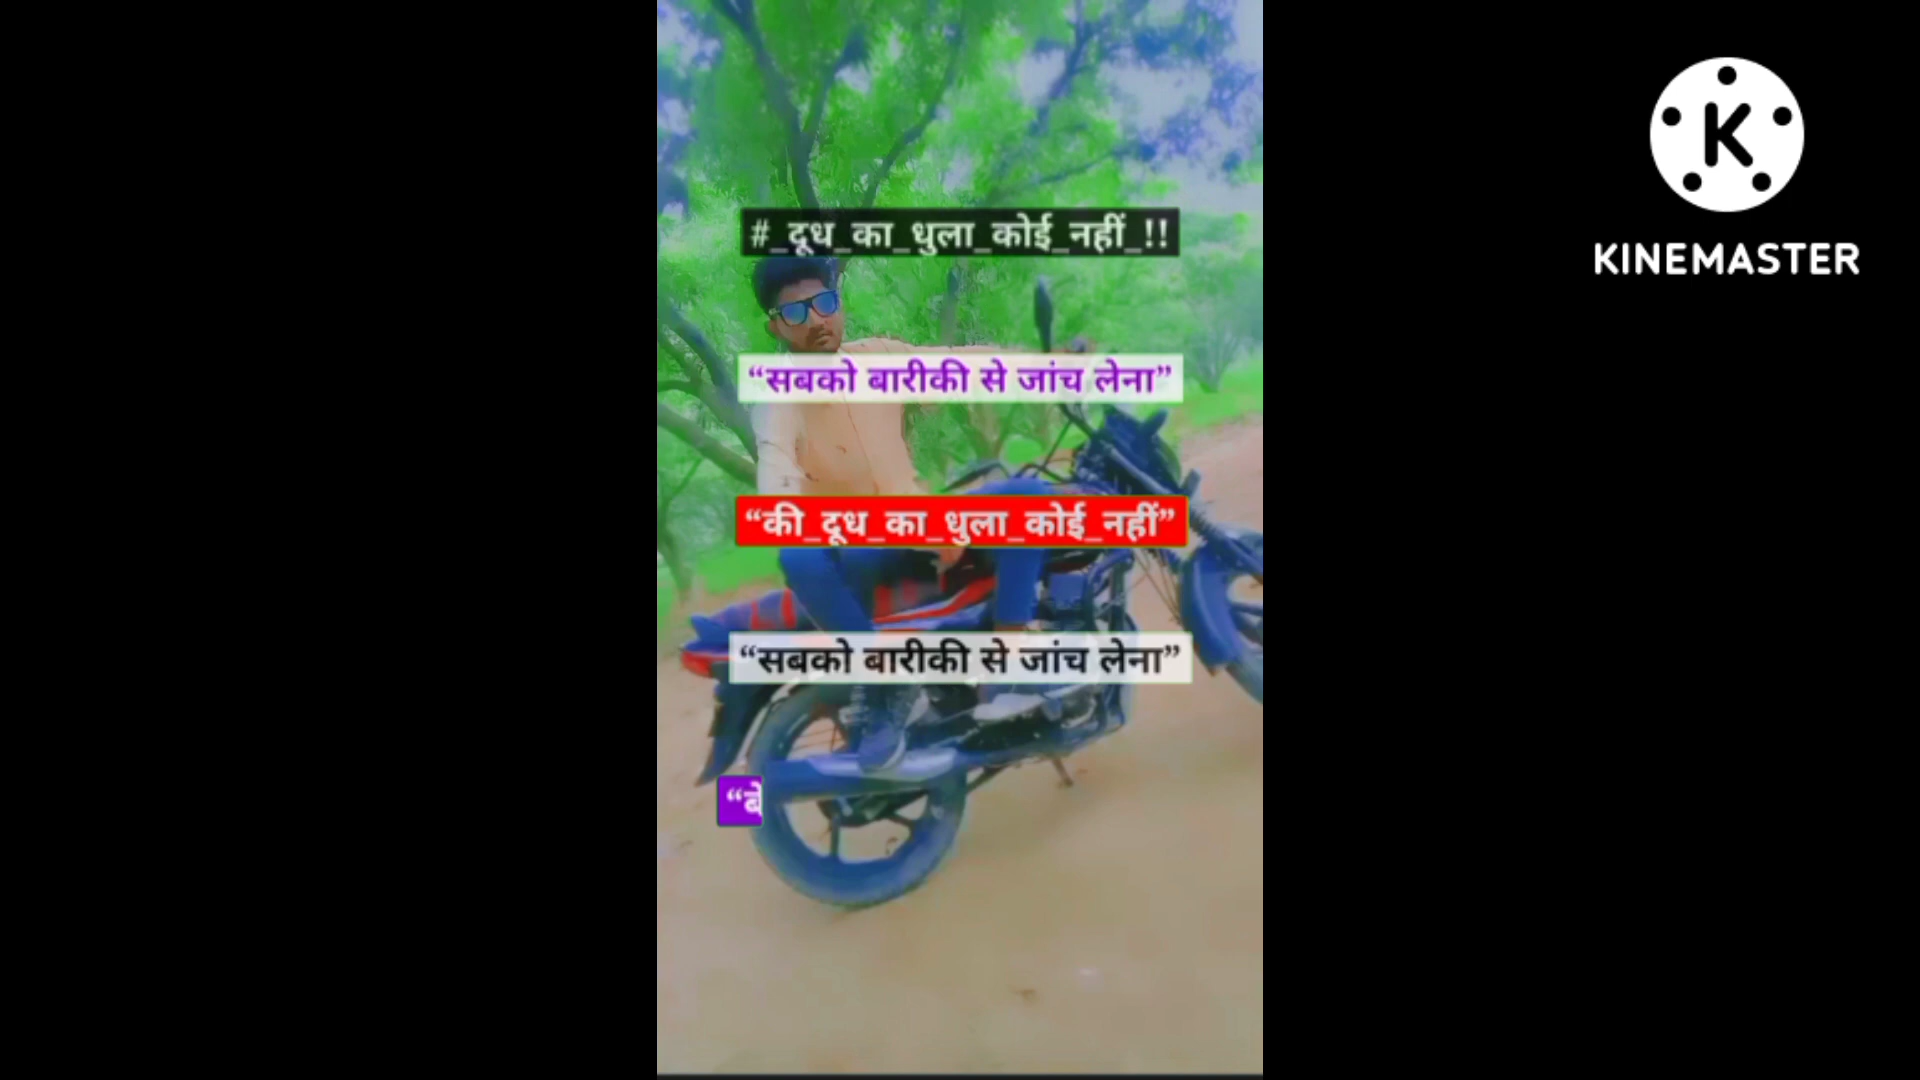 #_दूध_का_धुला_कोई_नहीं_!!
“सबको बारीकी से जांच लेना”
“की_दूध_का_धुला_कोई_नहीं”
“सबको बारीकी से जांच लेना”
“बे
K
KINEMASTER